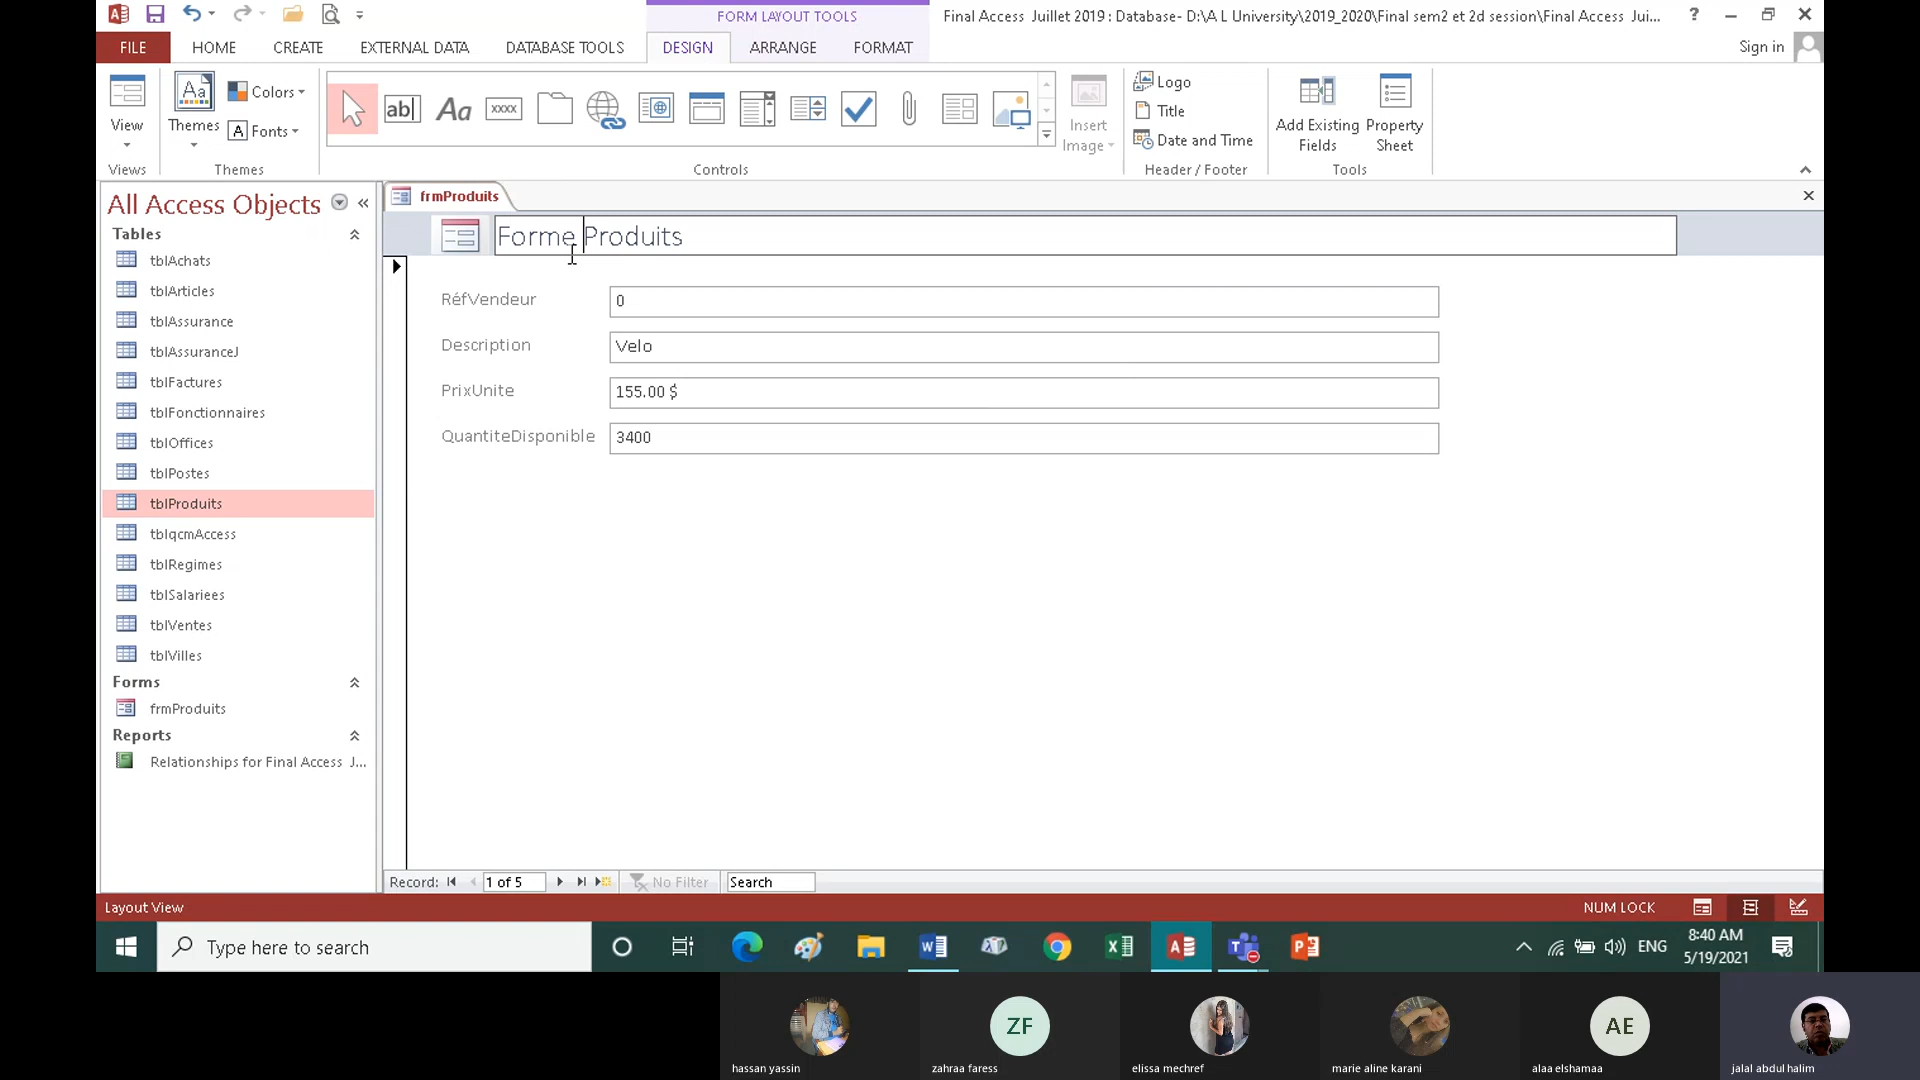 FORM LAYOUT TOOLS
Final Access Juillet 2019 : Database- D:\A L University\2019_2020\Final sem2 et 2d session\Final Access Jui...
?
FILE HOME CREATE EXTERNAL DATA DATABASE TOOLS DESIGN ARRANGE FORMAT
Sign in
View
Themes
Colors
Fonts
ab|
Aa
xxxx
Insert Image
Logo
Title
Date and Time
Add Existing Fields
Property Sheet
Views Themes Controls Header / Footer Tools
All Access Objects
Tables
tblAchats
tblArticles
tblAssurance
tblAssuranceJ
tblFactures
tblFonctionnaires
tblOffices
tblPostes
tblProduits
tblqcmAccess
tblRegimes
tblSalariees
tblVentes
tblVilles
Forms
frmProduits
Reports
Relationships for Final Access J...
frmProduits
Forme Produits
RéfVendeur 0
Description Velo
PrixUnite 155.00 $
QuantiteDisponible 3400
Record: 1 of 5 No Filter Search
Layout View NUM LOCK
Type here to search
ENG
8:40 AM
5/19/2021
ZF
AE
hassan yassin
zahraa faress
elissa mechref
marie aline karani
alaa elshamaa
jalal abdul halim